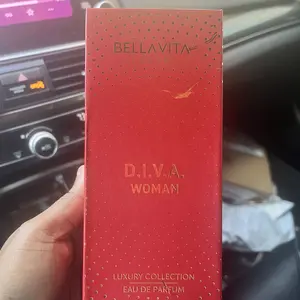 BELLAVITA
D.I.V.A.
WOMAN
LUXURY COLLECTION
EAU DE PARFUM